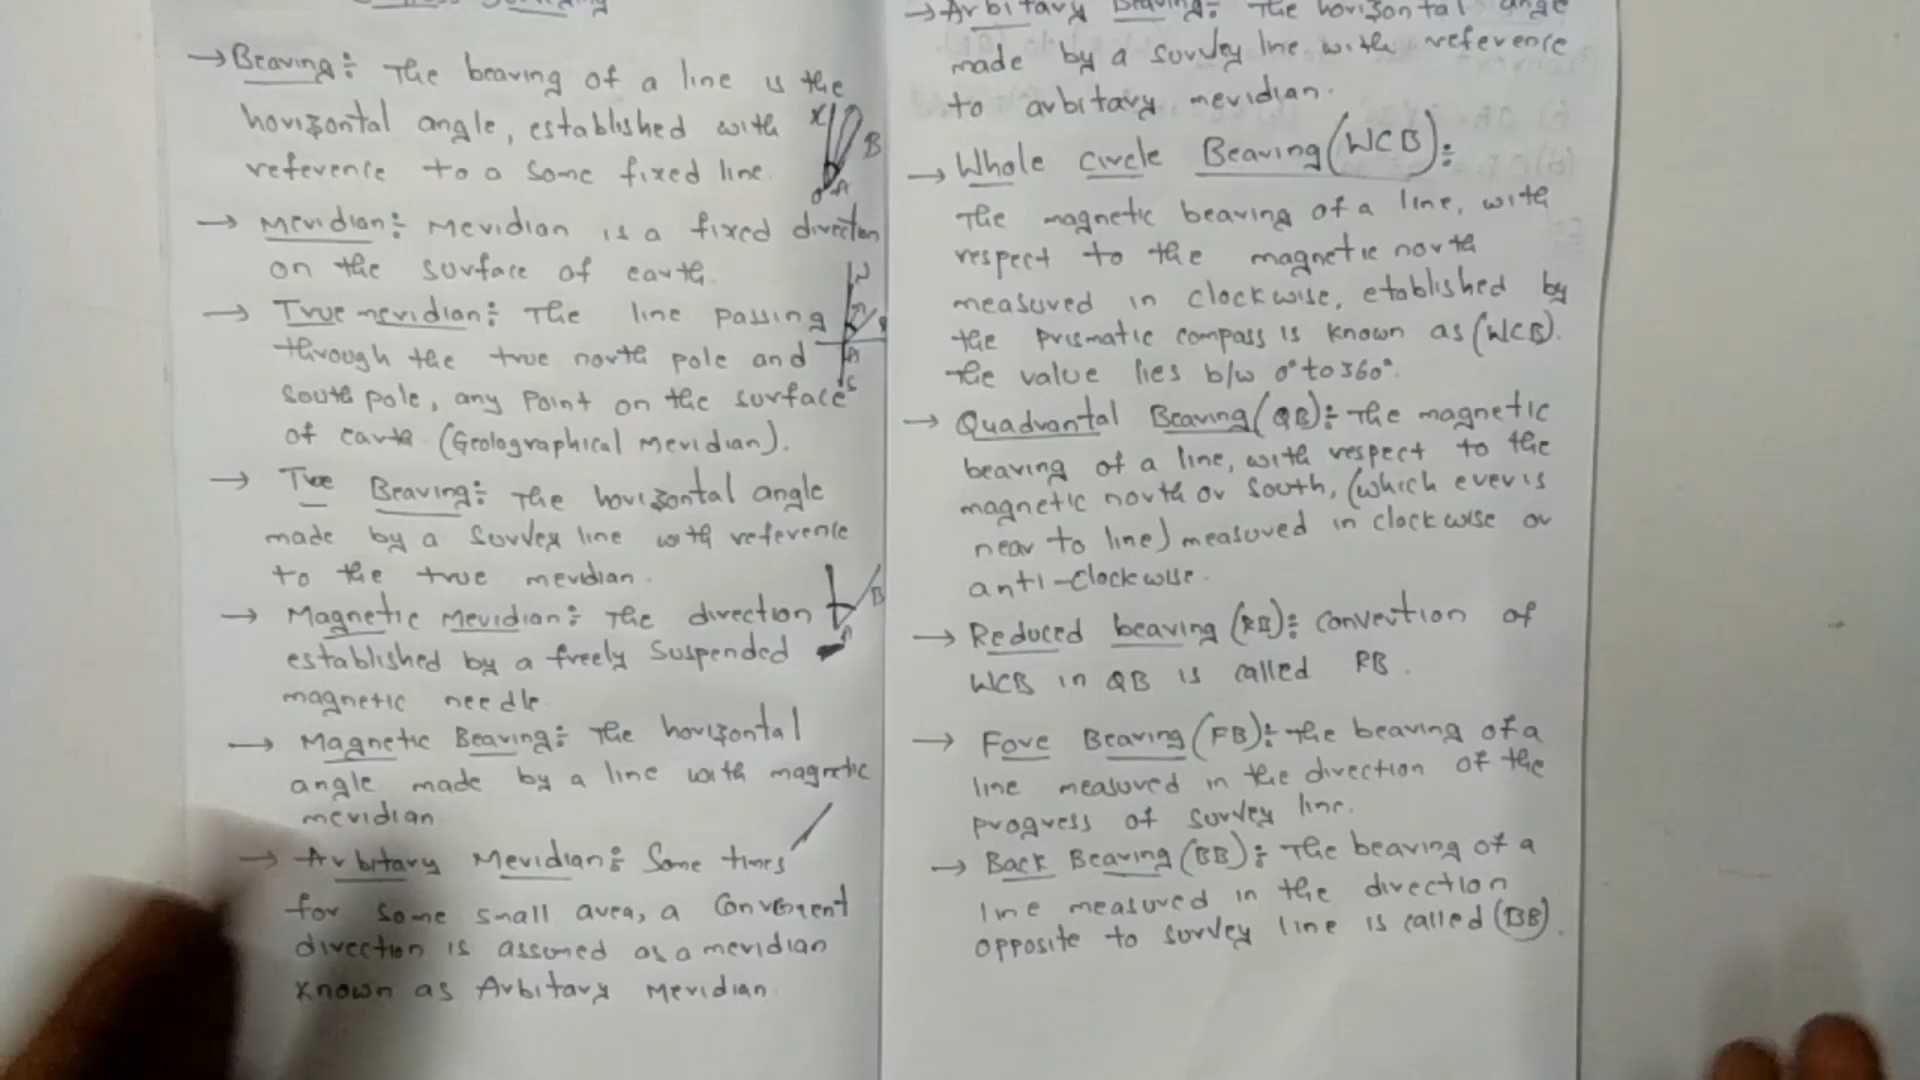 → Bearing:- The bearing of a line is the
horizontal angle, established with
reference to a some fixed line.
X
B
O A
→ Meridian:- Meridian is a fixed direction
on the surface of earth.
→ True meridian:- The line passing
through the true north pole and
south pole, any point on the surface
of earth. (Geolographical Meridian).
N
A
S
→ True Bearing:- The horizontal angle
made by a survey line with reference
to the true meridian.
→ Magnetic Meridian:- The direction
established by a freely suspended
magnetic needle
B
→ Magnetic Bearing:- The horizontal
angle made by a line with magnetic
meridian.
→ Arbitary Meridian:- Some times
for some small area, a convenent
direction is assumed as a meridian
known as Arbitary Meridian.
→ Arbitary Bearing:- The horizontal ange
made by a survey line with reference
to arbitary meridian.
→ Whole circle Bearing (WCB):-
The magnetic bearing of a line, with
respect to the magnetic north
measured in clockwise, etablished by
the prismatic compass is known as (WCB).
the value lies b/w 0° to 360°.
→ Quadrantal Bearing (QB):- the magnetic
bearing of a line, with respect to the
magnetic north or south, (which ever is
near to line) measured in clockwise or
anti-clockwise.
→ Reduced bearing (RB):- convertion of
WCB in QB is called RB.
→ Fore Bearing (FB):- the bearing of a
line measured in the direction of the
progress of survey line.
→ Back Bearing (BB):- The bearing of a
line measured in the direction
opposite to survey line is called (BB).